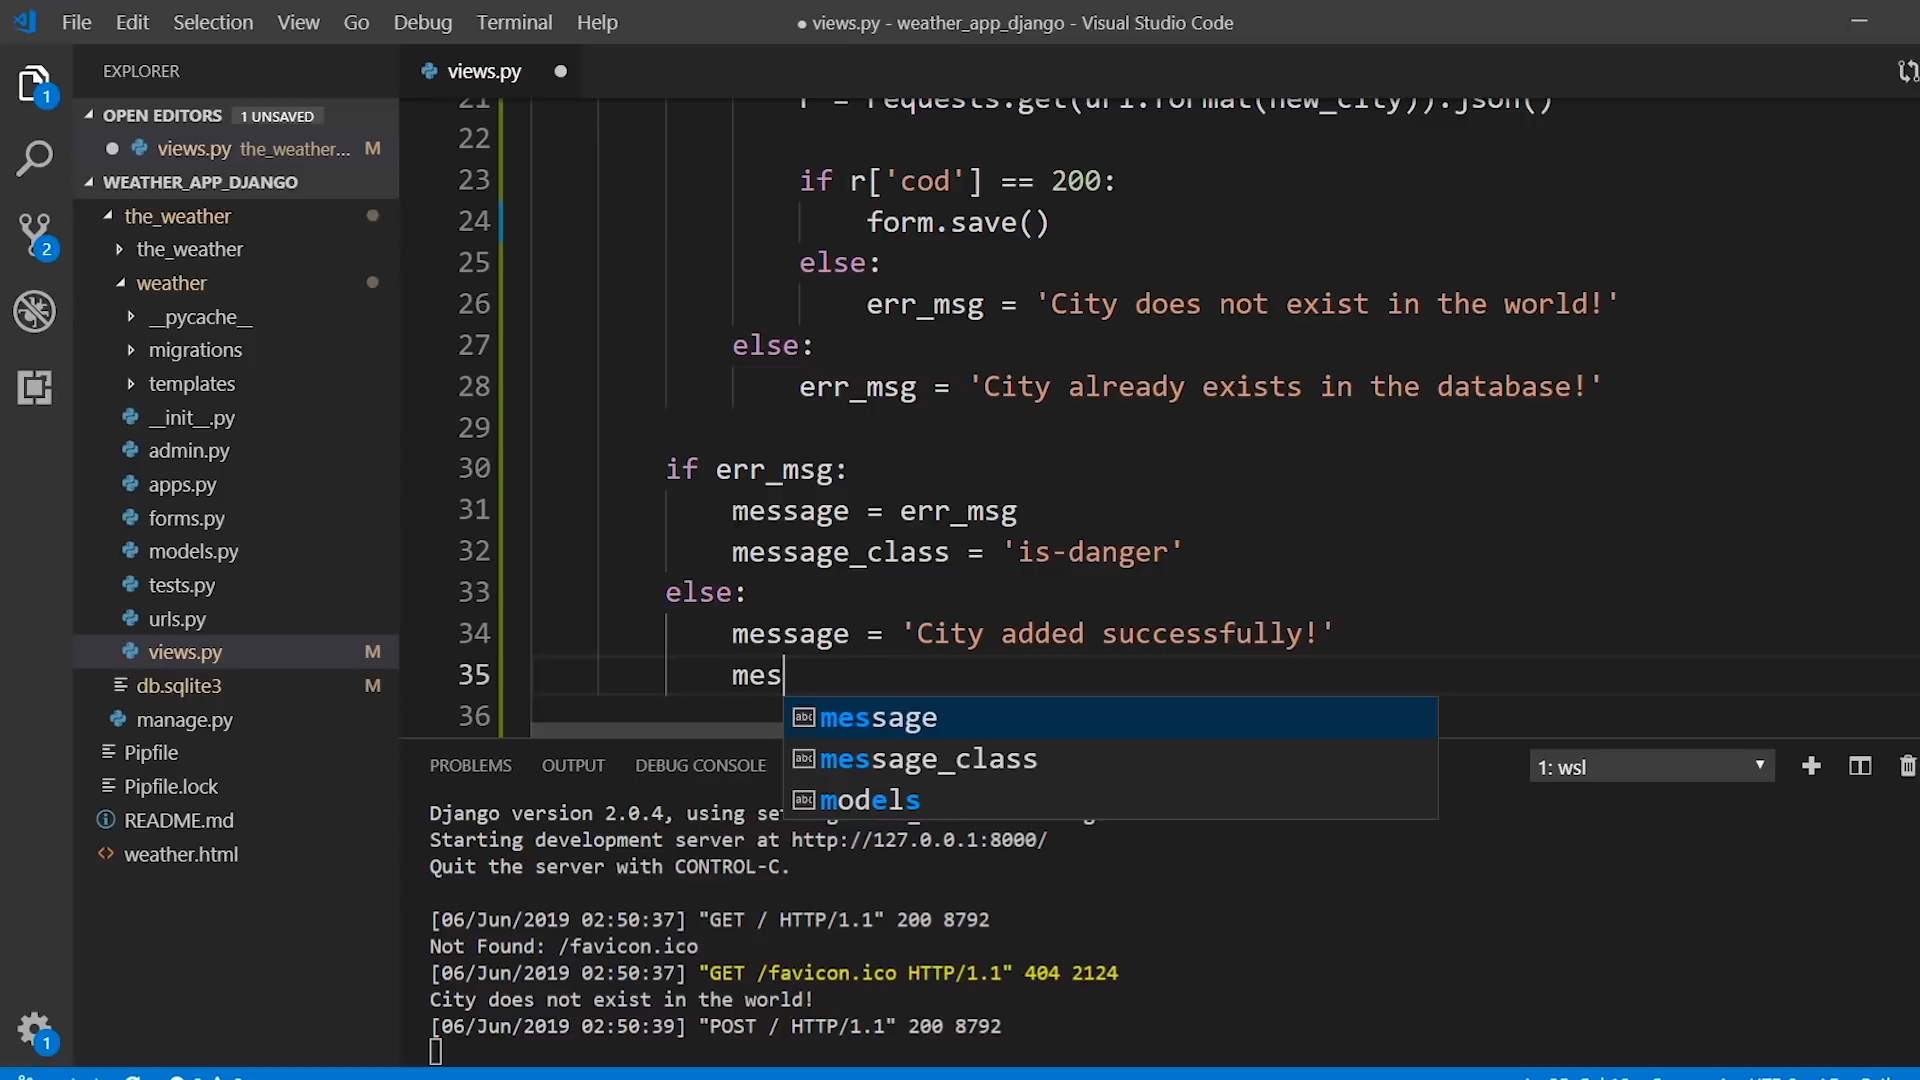 File Edit Selection View Go Debug Terminal Help
● views.py - weather_app_django - Visual Studio Code
EXPLORER
views.py
OPEN EDITORS 1 UNSAVED
views.py the_weather... M
WEATHER_APP_DJANGO
the_weather
the_weather
weather
__pycache__
migrations
templates
__init__.py
admin.py
apps.py
forms.py
models.py
tests.py
urls.py
views.py M
db.sqlite3 M
manage.py
Pipfile
Pipfile.lock
README.md
weather.html
1
2
1
21 r = requests.get(url.format(new_city)).json()
22
23 if r['cod'] == 200:
24 form.save()
25 else:
26 err_msg = 'City does not exist in the world!'
27 else:
28 err_msg = 'City already exists in the database!'
29
30 if err_msg:
31 message = err_msg
32 message_class = 'is-danger'
33 else:
34 message = 'City added successfully!'
35 mes
36
message
message_class
models
PROBLEMS OUTPUT DEBUG CONSOLE
1: wsl
Django version 2.0.4, using se
Starting development server at http://127.0.0.1:8000/
Quit the server with CONTROL-C.
[06/Jun/2019 02:50:37] "GET / HTTP/1.1" 200 8792
Not Found: /favicon.ico
[06/Jun/2019 02:50:37] "GET /favicon.ico HTTP/1.1" 404 2124
City does not exist in the world!
[06/Jun/2019 02:50:39] "POST / HTTP/1.1" 200 8792